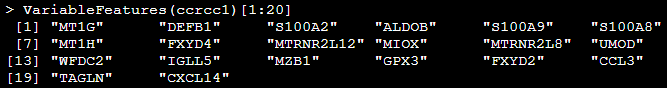 > VariableFeatures(ccrcc1)[1:20]
[1] "MT1G" "DEFB1" "S100A2" "ALDOB" "S100A9" "S100A8"
[7] "MT1H" "FXYD4" "MTRNR2L12" "MIOX" "MTRNR2L8" "UMOD"
[13] "WFDC2" "IGLL5" "MZB1" "GPX3" "FXYD2" "CCL3"
[19] "TAGLN" "CXCL14"